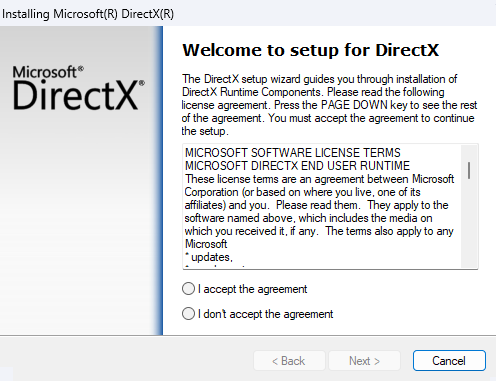 Installing Microsoft(R) DirectX(R)
Microsoft®
DirectX®
Welcome to setup for DirectX
The DirectX setup wizard guides you through installation of
DirectX Runtime Components. Please read the following
license agreement. Press the PAGE DOWN key to see the rest
of the agreement. You must accept the agreement to continue
the setup.
MICROSOFT SOFTWARE LICENSE TERMS
MICROSOFT DIRECTX END USER RUNTIME
These license terms are an agreement between Microsoft
Corporation (or based on where you live, one of its
affiliates) and you.  Please read them.  They apply to the
software named above, which includes the media on
which you received it, if any.  The terms also apply to any
Microsoft
* updates,
I accept the agreement
I don't accept the agreement
< Back
Next >
Cancel